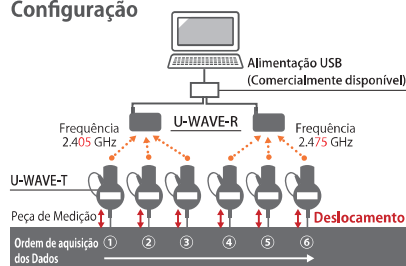 Configuração
Alimentação USB
(Comercialmente disponível)
U-WAVE-R
Frequência
2.405 GHz
Frequência
2.475 GHz
U-WAVE-T
Peça de Medição
Deslocamento
Ordem de aquisição
dos Dados
① ② ③ ④ ⑤ ⑥